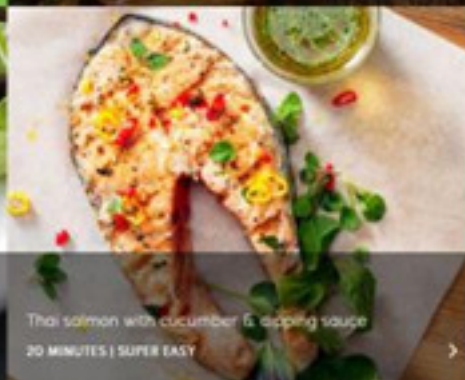 Thai salmon with cucumber & dipping sauce
20 MINUTES | SUPER EASY